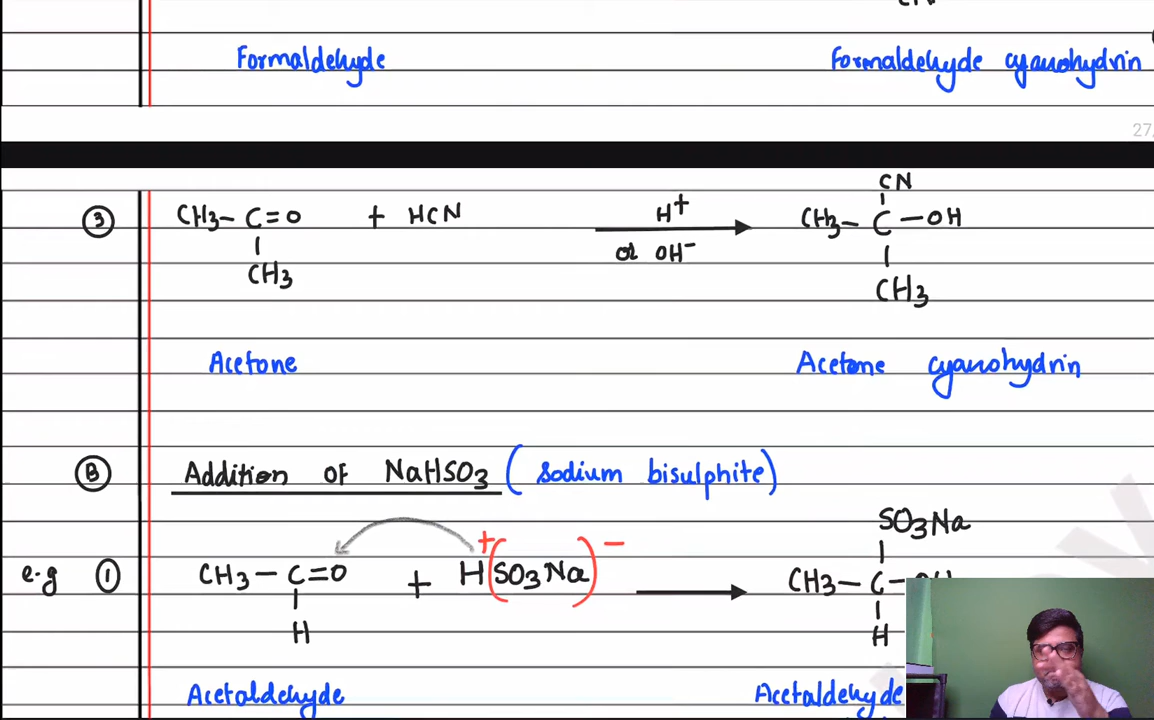 Formaldehyde Formaldehyde cyanohydrin
27
CN
③ CH3– C=O + HCN H+ CH3– C –OH
or OH–
CH3 CH3
Acetone Acetone cyanohydrin
Ⓑ Addition of NaHSO3 (sodium bisulphite)
SO3Na
e.g ① CH3–C=O + H+(SO3Na)– CH3–C–
H H
Acetaldehyde Acetaldehyde